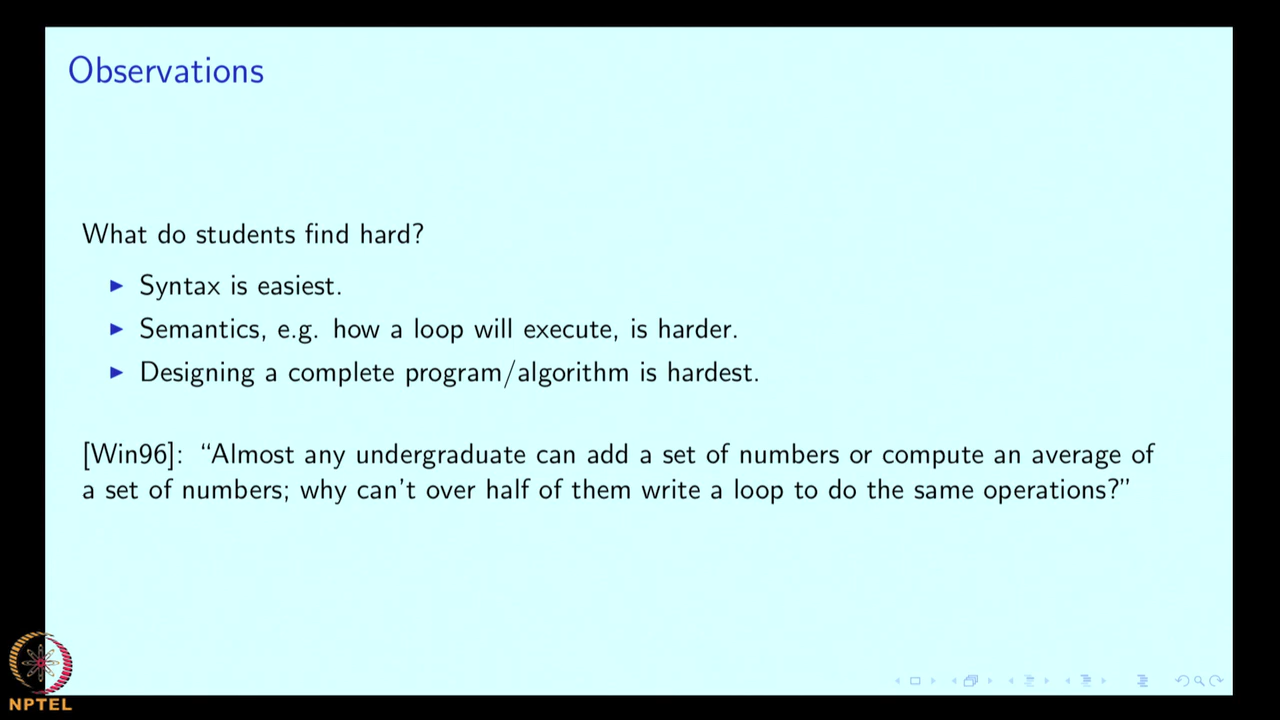 Observations
What do students find hard?
Syntax is easiest.
Semantics, e.g. how a loop will execute, is harder.
Designing a complete program/algorithm is hardest.
[Win96]: “Almost any undergraduate can add a set of numbers or compute an average of
a set of numbers; why can't over half of them write a loop to do the same operations?”
NPTEL